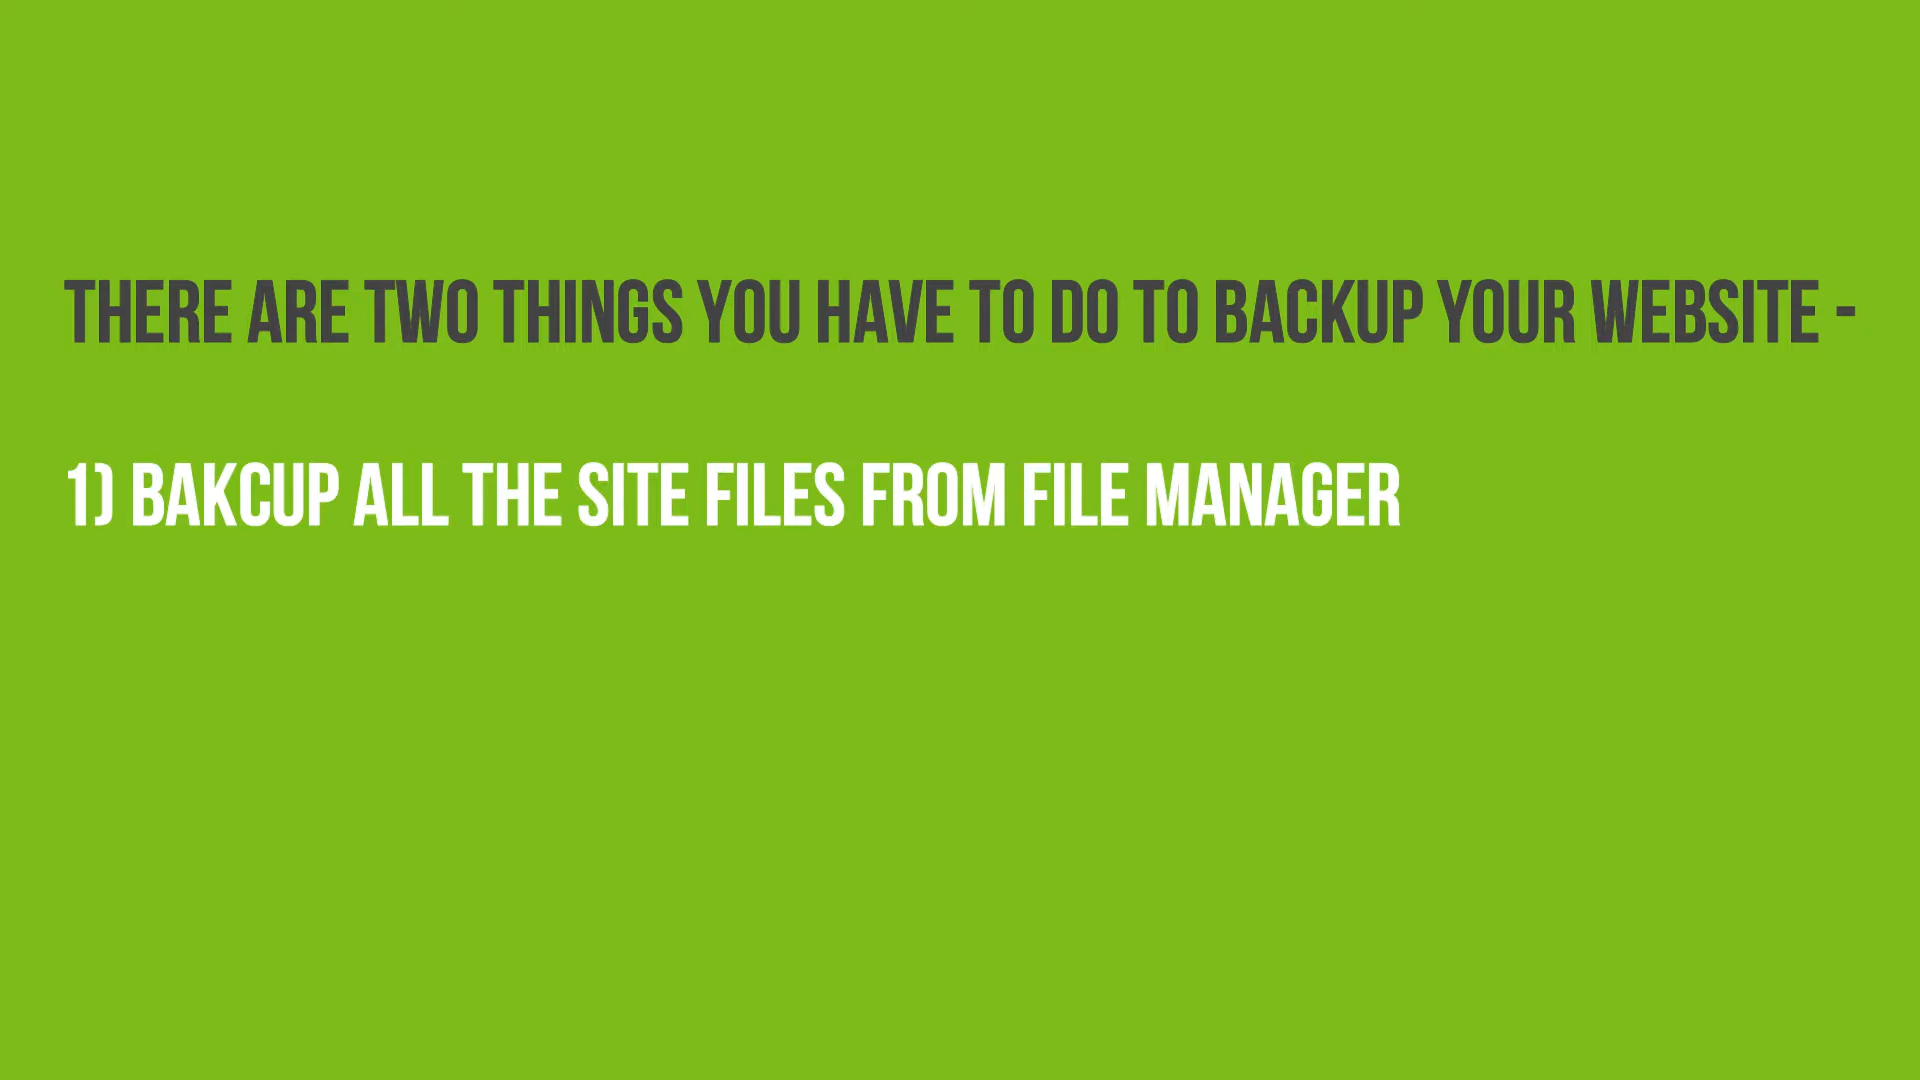 THERE ARE TWO THINGS YOU HAVE TO DO TO BACKUP YOUR WEBSITE -
1) BAKCUP ALL THE SITE FILES FROM FILE MANAGER